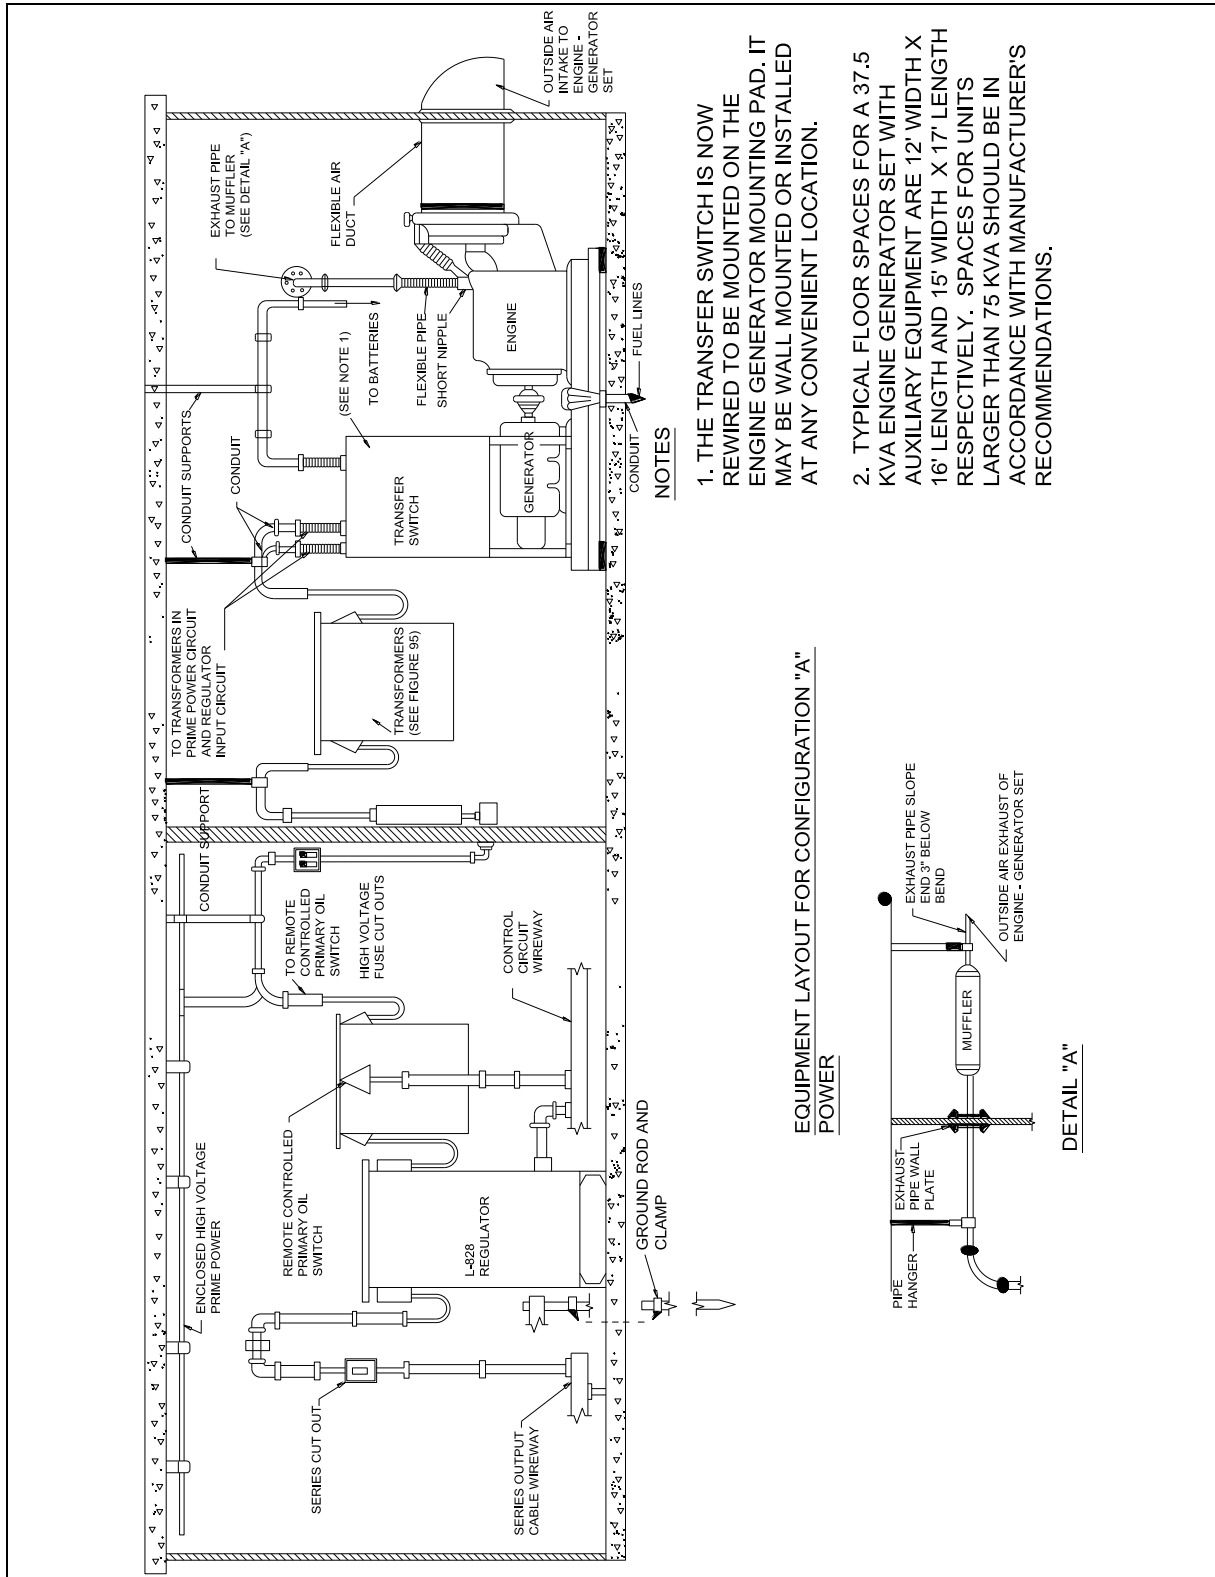 ENCLOSED HIGH VOLTAGE
PRIME POWER
SERIES CUT OUT
REMOTE CONTROLLED
PRIMARY OIL
SWITCH
SERIES OUTPUT
CABLE WIREWAY
L-828
REGULATOR
GROUND ROD AND
CLAMP
CONDUIT SUPPORT
TO REMOTE
CONTROLLED
PRIMARY OIL
SWITCH
HIGH VOLTAGE
FUSE CUT OUTS
CONTROL
CIRCUIT
WIREWAY
TO TRANSFORMERS IN
PRIME POWER CIRCUIT
AND REGULATOR
INPUT CIRCUIT
TRANSFORMERS
(SEE FIGURE 95)
CONDUIT SUPPORTS
CONDUIT
TRANSFER
SWITCH
(SEE NOTE 1)
TO BATTERIES
EXHAUST PIPE
TO MUFFLER
(SEE DETAIL "A")
FLEXIBLE AIR
DUCT
FLEXIBLE PIPE
SHORT NIPPLE
ENGINE
GENERATOR
OUTSIDE AIR
INTAKE TO
ENGINE -
GENERATOR
SET
CONDUIT
FUEL LINES
NOTES
1. THE TRANSFER SWITCH IS NOW
REWIRED TO BE MOUNTED ON THE
ENGINE GENERATOR MOUNTING PAD. IT
MAY BE WALL MOUNTED OR INSTALLED
AT ANY CONVENIENT LOCATION.
2. TYPICAL FLOOR SPACES FOR A 37.5
KVA ENGINE GENERATOR SET WITH
AUXILIARY EQUIPMENT ARE 12' WIDTH X
16' LENGTH AND 15' WIDTH X 17' LENGTH
RESPECTIVELY. SPACES FOR UNITS
LARGER THAN 75 KVA SHOULD BE IN
ACCORDANCE WITH MANUFACTURER'S
RECOMMENDATIONS.
EQUIPMENT LAYOUT FOR CONFIGURATION "A"
POWER
PIPE
HANGER
EXHAUST
PIPE WALL
PLATE
MUFFLER
EXHAUST PIPE SLOPE
END 3" BELOW
BEND
OUTSIDE AIR EXHAUST OF
ENGINE - GENERATOR SET
DETAIL "A"